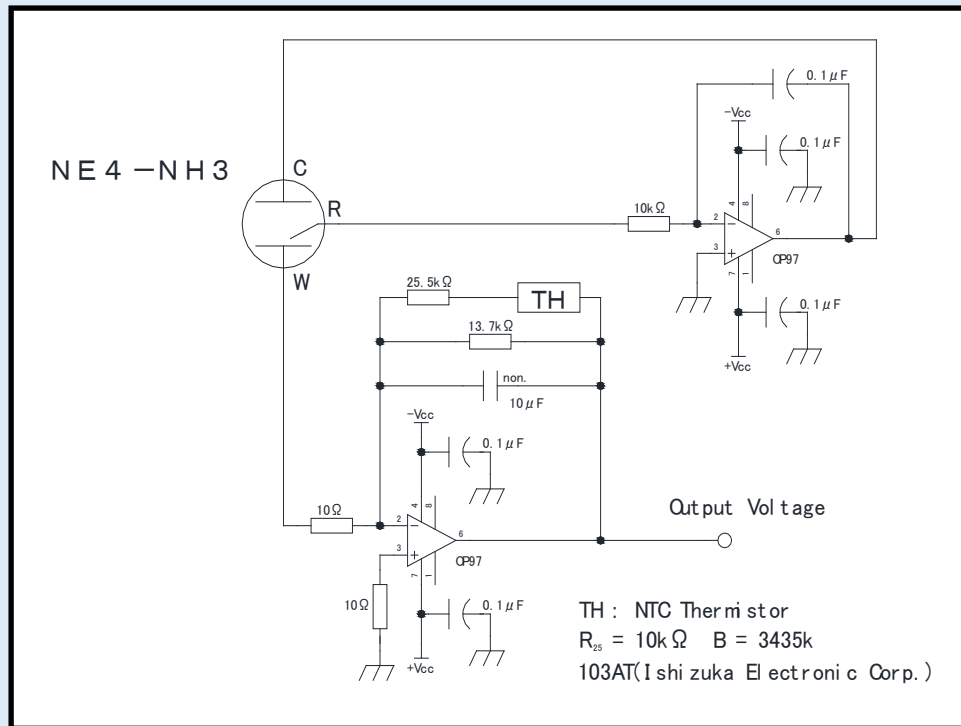 0.1μF
-Vcc
0.1μF
NE4-NH3
C
R
10kΩ
4
8
2
6
3
OP97
7
1
W
25.5kΩ
TH
0.1μF
13.7kΩ
+Vcc
non.
10μF
-Vcc
0.1μF
Output Voltage
4
8
10Ω
2
6
3
OP97
7
1
10Ω
0.1μF
+Vcc
TH : NTC Thermistor
R₂₅ = 10kΩ B = 3435k
103AT(Ishizuka Electronic Corp.)